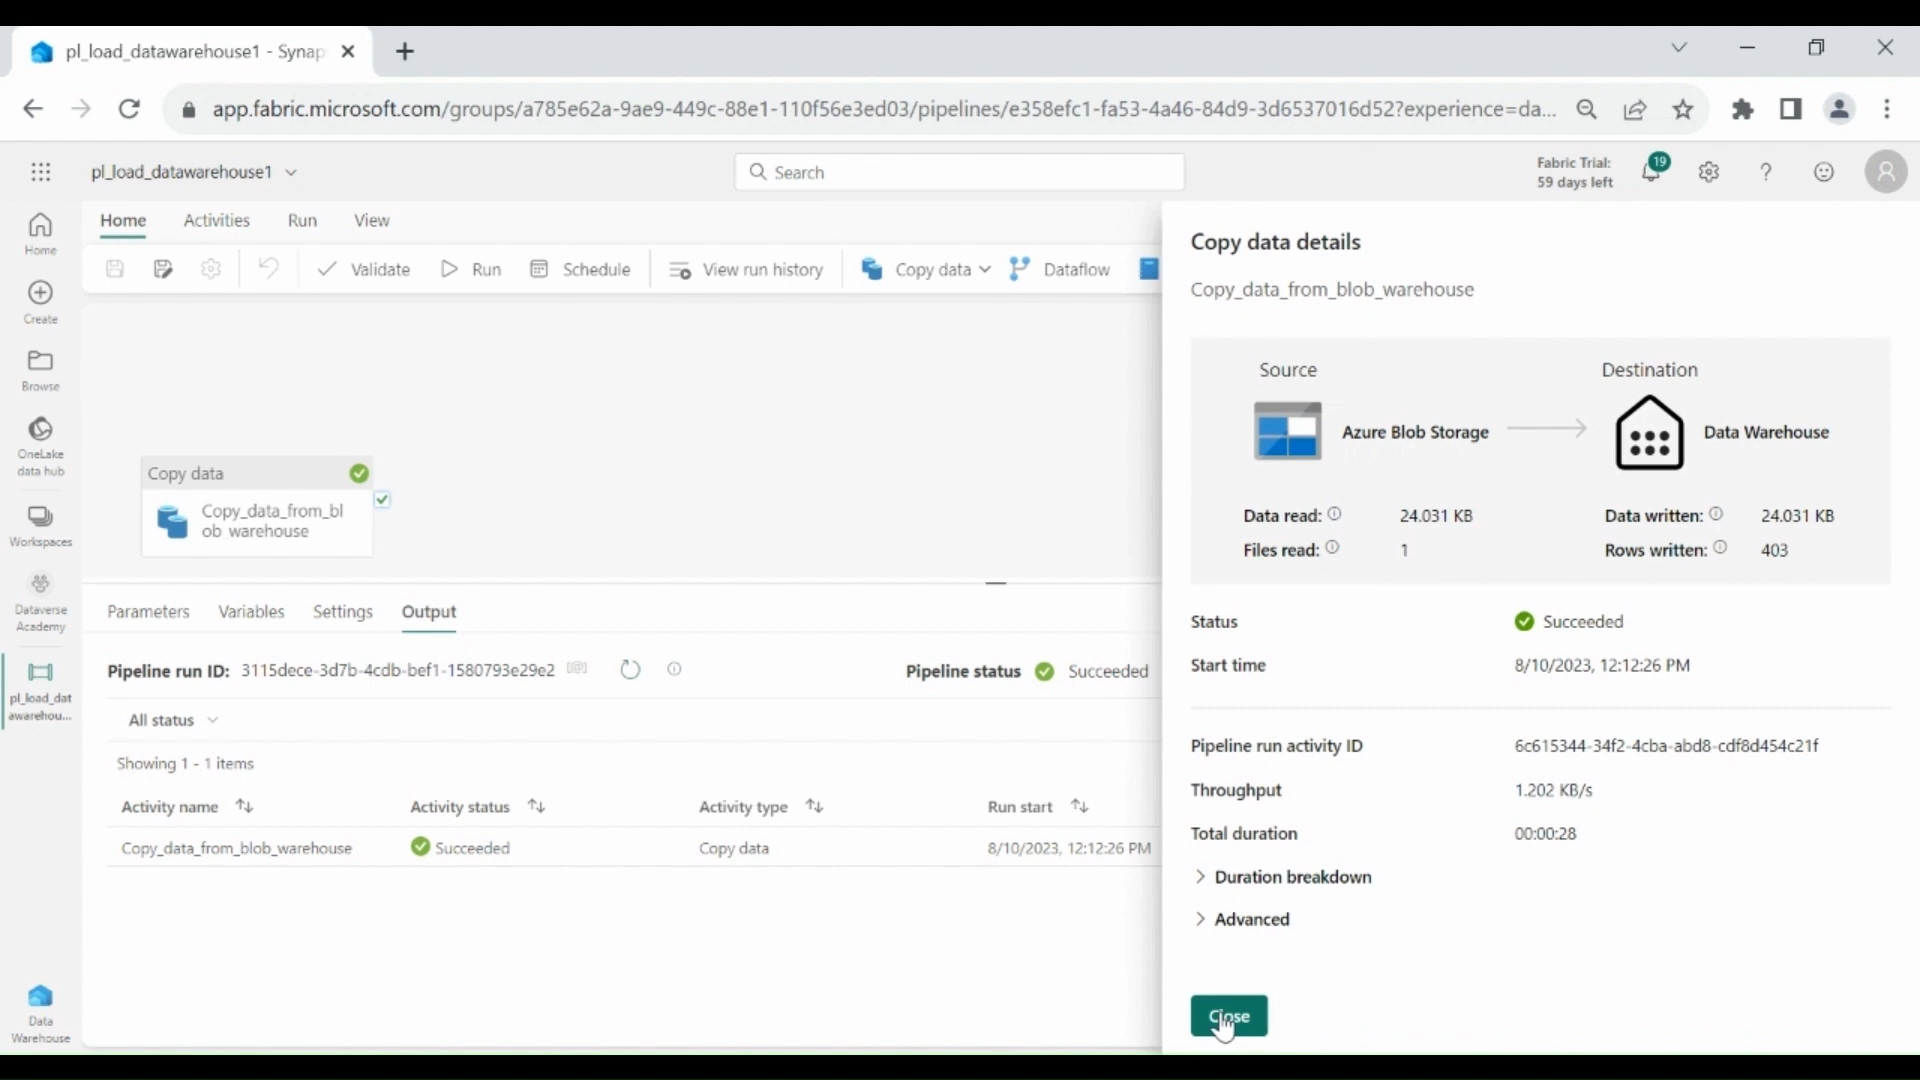 pl_load_datawarehouse1 - Synap
app.fabric.microsoft.com/groups/a785e62a-9ae9-449c-88e1-110f56e3ed03/pipelines/e358efc1-fa53-4a46-84d9-3d6537016d52?experience=da...
pl_load_datawarehouse1
Search
Fabric Trial:
59 days left
19
Home
Create
Browse
OneLake
data hub
Workspaces
Dataverse
Academy
pl_load_dat
awarehou...
Data
Warehouse
Home Activities Run View
Validate Run Schedule View run history Copy data Dataflow
Copy data
Copy_data_from_bl
ob_warehouse
Parameters Variables Settings Output
Pipeline run ID: 3115dece-3d7b-4cdb-bef1-1580793e29e2 Pipeline status Succeeded
All status
Showing 1 - 1 items
Activity name Activity status Activity type Run start
Copy_data_from_blob_warehouse Succeeded Copy data 8/10/2023, 12:12:26 PM
Copy data details
Copy_data_from_blob_warehouse
Source Destination
Azure Blob Storage Data Warehouse
Data read: 24.031 KB Data written: 24.031 KB
Files read: 1 Rows written: 403
Status Succeeded
Start time 8/10/2023, 12:12:26 PM
Pipeline run activity ID 6c615344-34f2-4cba-abd8-cdf8d454c21f
Throughput 1.202 KB/s
Total duration 00:00:28
Duration breakdown
Advanced
Close